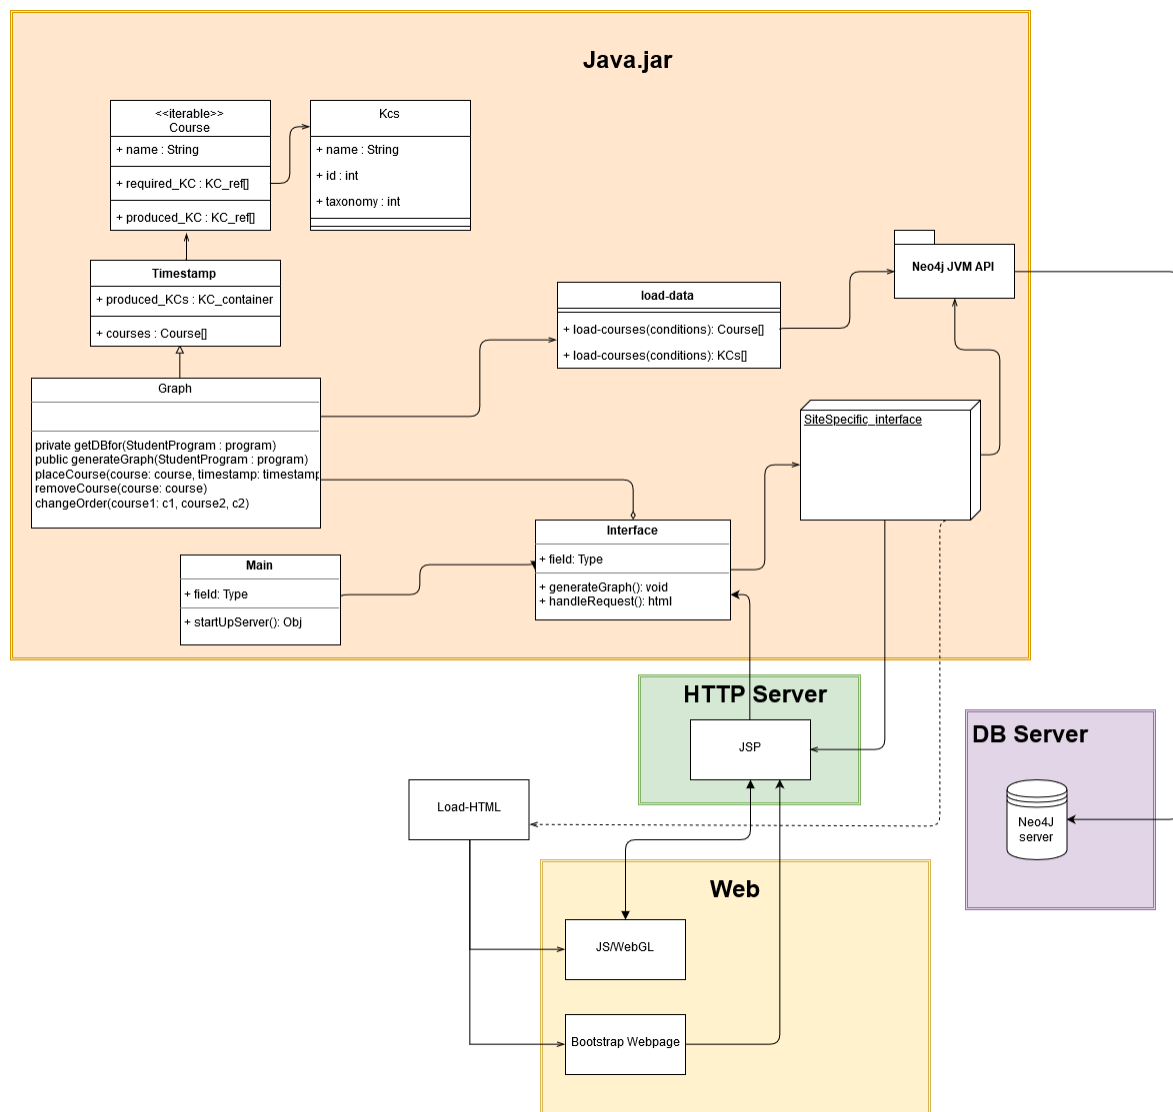 Java.jar
<<iterable>>
Course
+ name : String
+ required_KC : KC_ref[]
+ produced_KC : KC_ref[]
Kcs
+ name : String
+ id : int
+ taxonomy : int
Timestamp
+ produced_KCs : KC_container
+ courses : Course[]
Graph
private getDBfor(StudentProgram : program)
public generateGraph(StudentProgram : program)
placeCourse(course: course, timestamp: timestamp
removeCourse(course: course)
changeOrder(course1: c1, course2, c2)
load-data
+ load-courses(conditions): Course[]
+ load-courses(conditions): KCs[]
Neo4j JVM API
SiteSpecific_interface
Interface
+ field: Type
+ generateGraph(): void
+ handleRequest(): html
Main
+ field: Type
+ startUpServer(): Obj
HTTP Server
JSP
DB Server
Neo4J
server
Load-HTML
Web
JS/WebGL
Bootstrap Webpage